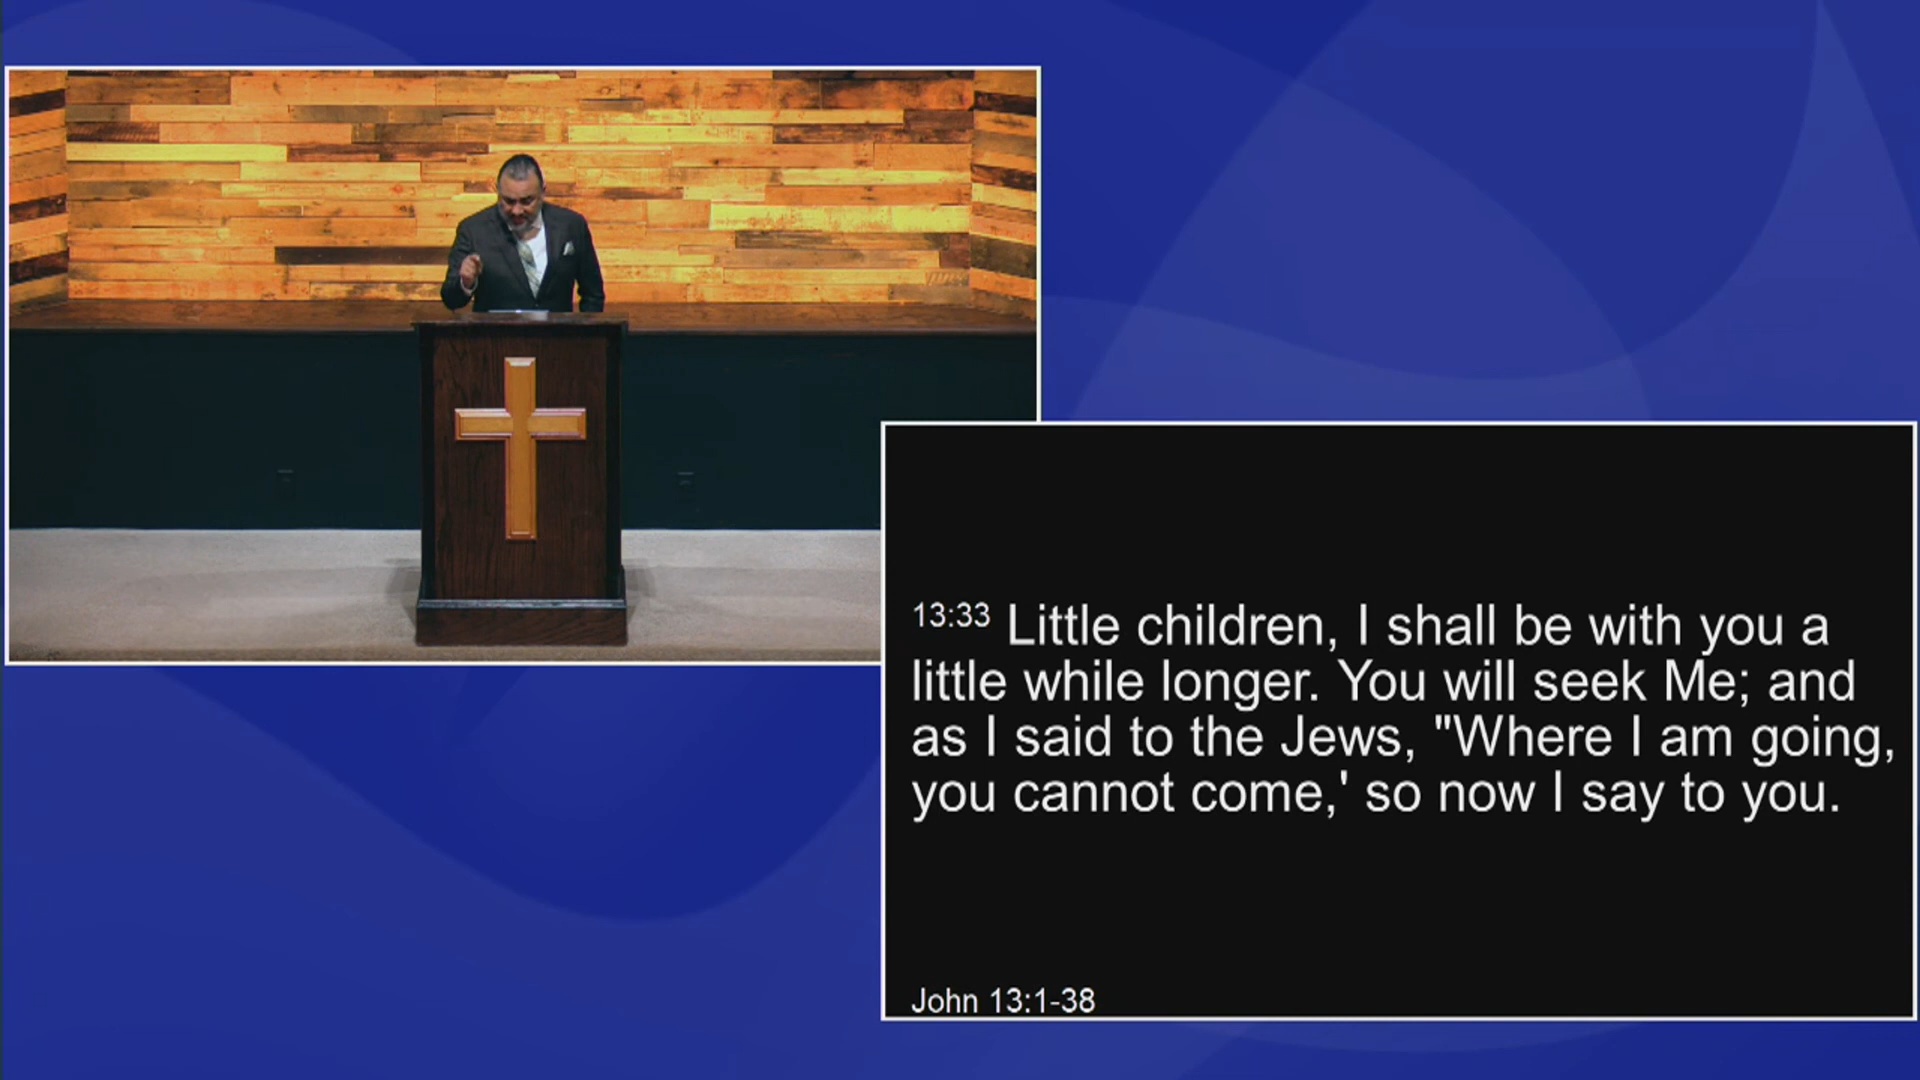 13:33 Little children, I shall be with you a
little while longer. You will seek Me; and
as I said to the Jews, "Where I am going,
you cannot come,' so now I say to you.
John 13:1-38